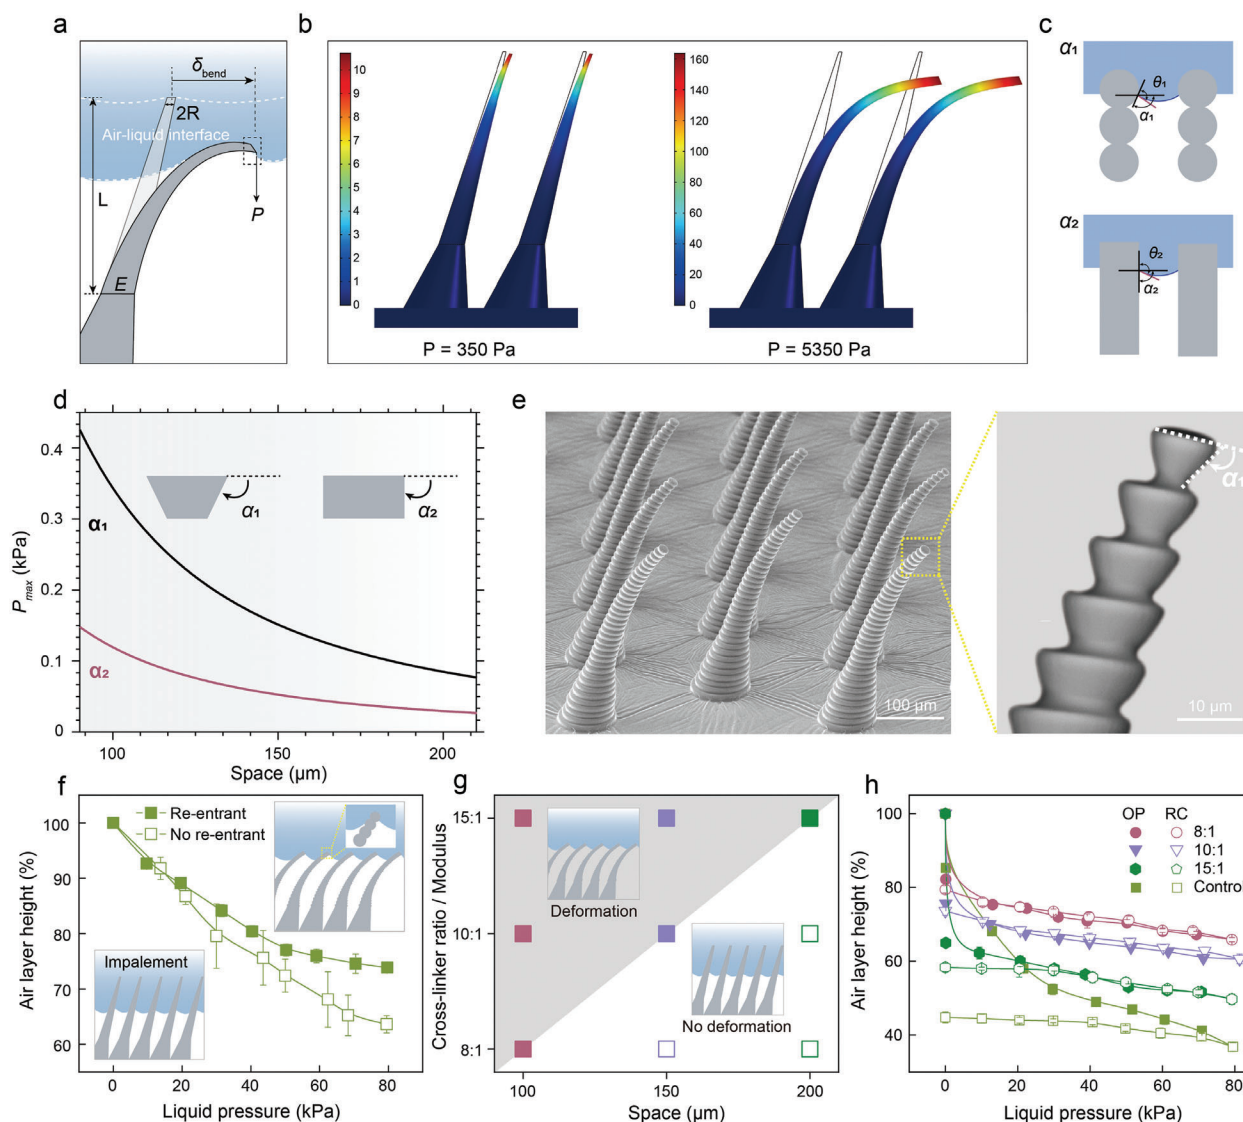 a
δbend
2R
Air-liquid interface
L
P
E
b
10
9
8
7
6
5
4
3
2
1
0
P = 350 Pa
160
140
120
100
80
60
40
20
0
P = 5350 Pa
c
α1
θ1
α1
α2
θ2
α2
d
Pmax (kPa)
0.4
0.3
0.2
0.1
0
α1
α2
α1
α2
100
150
200
Space (µm)
e
100 µm
α1
10 µm
f
Air layer height (%)
100
90
80
70
60
Re-entrant
No re-entrant
Impalement
0
20
40
60
80
Liquid pressure (kPa)
g
Cross-linker ratio / Modulus
15:1
10:1
8:1
Deformation
No deformation
100
150
200
Space (µm)
h
Air layer height (%)
100
80
60
40
OP RC
8:1
10:1
15:1
Control
0
20
40
60
80
Liquid pressure (kPa)